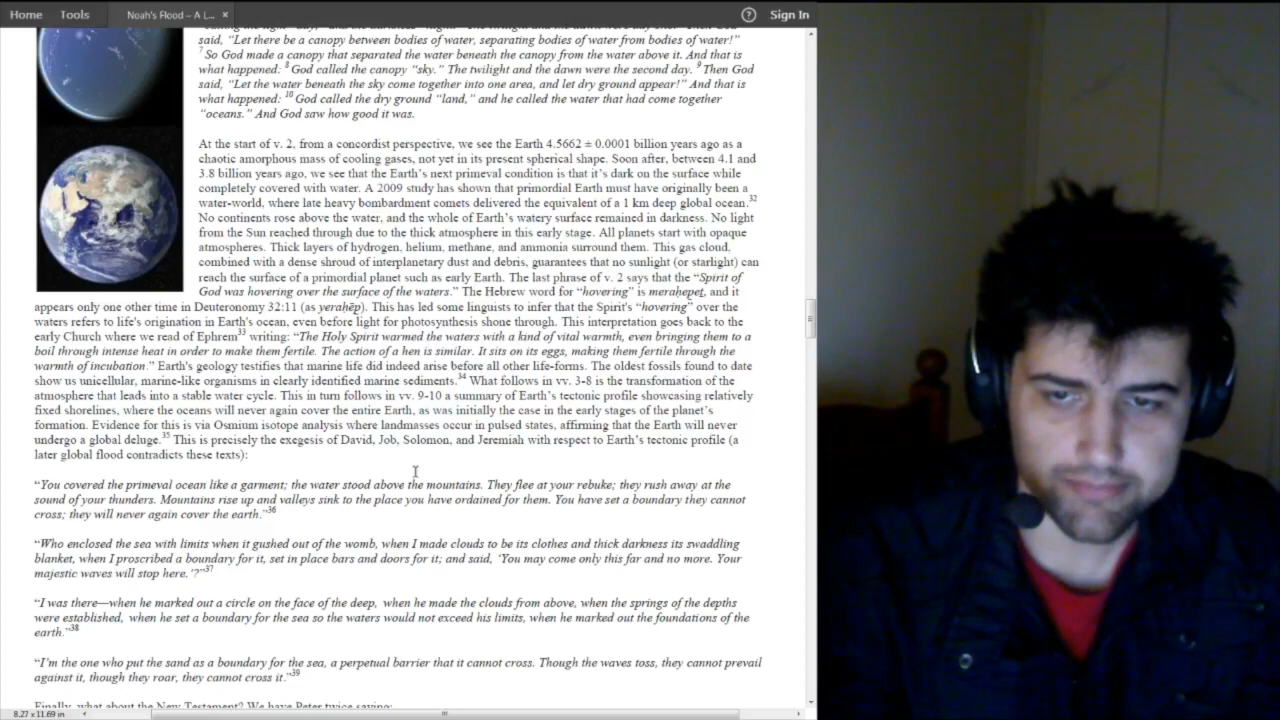 Home Tools Noah's Flood – A L... × ? Sign In
said, "Let there be a canopy between bodies of water, separating bodies of water from bodies of water!"
7 So God made a canopy that separated the water beneath the canopy from the water above it. And that is
what happened: 8 God called the canopy "sky." The twilight and the dawn were the second day. 9 Then God
said, "Let the water beneath the sky come together into one area, and let dry ground appear!" And that is
what happened: 10 God called the dry ground "land," and he called the water that had come together
"oceans." And God saw how good it was.
At the start of v. 2, from a concordist perspective, we see the Earth 4.5662 ± 0.0001 billion years ago as a
chaotic amorphous mass of cooling gases, not yet in its present spherical shape. Soon after, between 4.1 and
3.8 billion years ago, we see that the Earth's next primeval condition is that it's dark on the surface while
completely covered with water. A 2009 study has shown that primordial Earth must have originally been a
water-world, where late heavy bombardment comets delivered the equivalent of a 1 km deep global ocean.32
No continents rose above the water, and the whole of Earth's watery surface remained in darkness. No light
from the Sun reached through due to the thick atmosphere in this early stage. All planets start with opaque
atmospheres. Thick layers of hydrogen, helium, methane, and ammonia surround them. This gas cloud,
combined with a dense shroud of interplanetary dust and debris, guarantees that no sunlight (or starlight) can
reach the surface of a primordial planet such as early Earth. The last phrase of v. 2 says that the "Spirit of
God was hovering over the surface of the waters." The Hebrew word for "hovering" is meraḥepeṯ, and it
appears only one other time in Deuteronomy 32:11 (as yeraḥēp). This has led some linguists to infer that the Spirit's "hovering" over the
waters refers to life's origination in Earth's ocean, even before light for photosynthesis shone through. This interpretation goes back to the
early Church where we read of Ephrem33 writing: "The Holy Spirit warmed the waters with a kind of vital warmth, even bringing them to a
boil through intense heat in order to make them fertile. The action of a hen is similar. It sits on its eggs, making them fertile through the
warmth of incubation." Earth's geology testifies that marine life did indeed arise before all other life-forms. The oldest fossils found to date
show us unicellular, marine-like organisms in clearly identified marine sediments.34 What follows in vv. 3-8 is the transformation of the
atmosphere that leads into a stable water cycle. This in turn follows in vv. 9-10 a summary of Earth's tectonic profile showcasing relatively
fixed shorelines, where the oceans will never again cover the entire Earth, as was initially the case in the early stages of the planet's
formation. Evidence for this is via Osmium isotope analysis where landmasses occur in pulsed states, affirming that the Earth will never
undergo a global deluge.35 This is precisely the exegesis of David, Job, Solomon, and Jeremiah with respect to Earth's tectonic profile (a
later global flood contradicts these texts):
"You covered the primeval ocean like a garment; the water stood above the mountains. They flee at your rebuke; they rush away at the
sound of your thunders. Mountains rise up and valleys sink to the place you have ordained for them. You have set a boundary they cannot
cross; they will never again cover the earth."36
"Who enclosed the sea with limits when it gushed out of the womb, when I made clouds to be its clothes and thick darkness its swaddling
blanket, when I proscribed a boundary for it, set in place bars and doors for it; and said, 'You may come only this far and no more. Your
majestic waves will stop here.'?"37
"I was there—when he marked out a circle on the face of the deep, when he made the clouds from above, when the springs of the depths
were established, when he set a boundary for the sea so the waters would not exceed his limits, when he marked out the foundations of the
earth."38
"I'm the one who put the sand as a boundary for the sea, a perpetual barrier that it cannot cross. Though the waves toss, they cannot prevail
against it, though they roar, they cannot cross it."39
Finally, what about the New Testament? We have Peter twice saying:
8.27 x 11.69 in